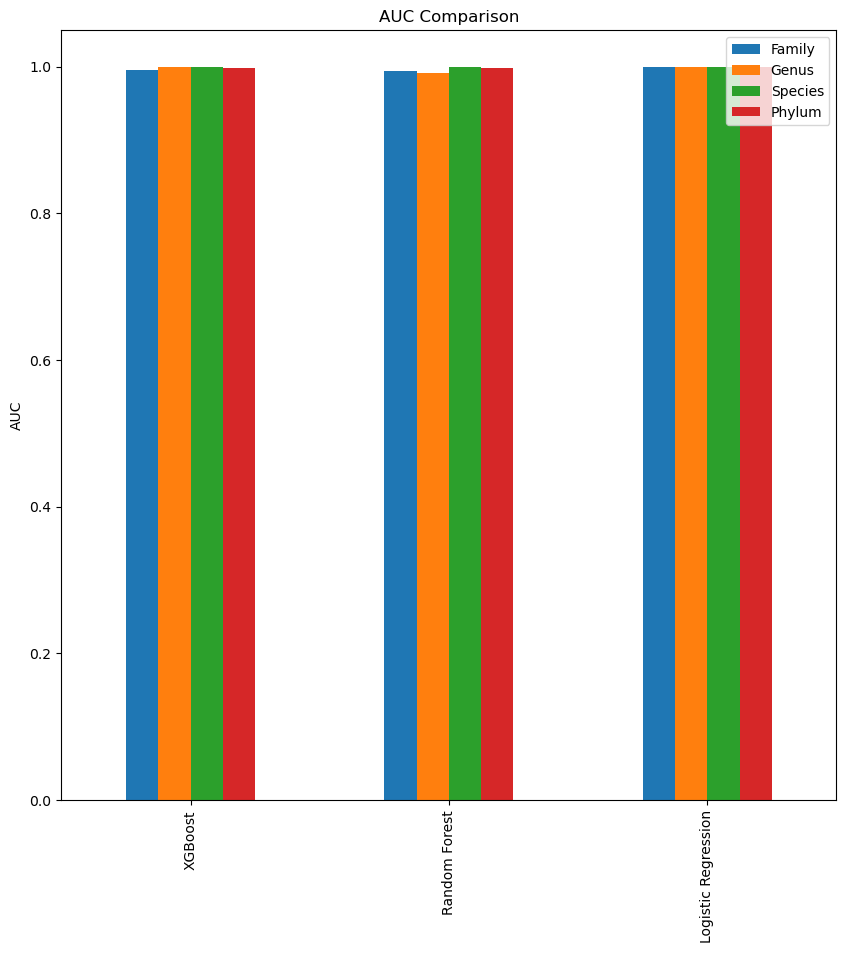 AUC Comparison
Family
Genus
Species
Phylum
1.0
0.8
0.6
0.4
0.2
0.0
AUC
XGBoost
Random Forest
Logistic Regression